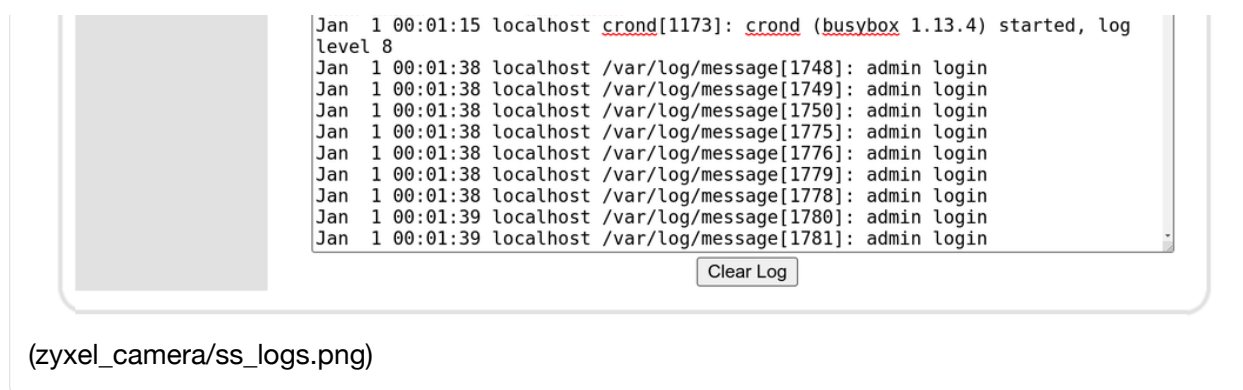 Jan  1 00:01:15 localhost crond[1173]: crond (busybox 1.13.4) started, log
level 8
Jan  1 00:01:38 localhost /var/log/message[1748]: admin login
Jan  1 00:01:38 localhost /var/log/message[1749]: admin login
Jan  1 00:01:38 localhost /var/log/message[1750]: admin login
Jan  1 00:01:38 localhost /var/log/message[1775]: admin login
Jan  1 00:01:38 localhost /var/log/message[1776]: admin login
Jan  1 00:01:38 localhost /var/log/message[1779]: admin login
Jan  1 00:01:38 localhost /var/log/message[1778]: admin login
Jan  1 00:01:39 localhost /var/log/message[1780]: admin login
Jan  1 00:01:39 localhost /var/log/message[1781]: admin login
Clear Log
(zyxel_camera/ss_logs.png)